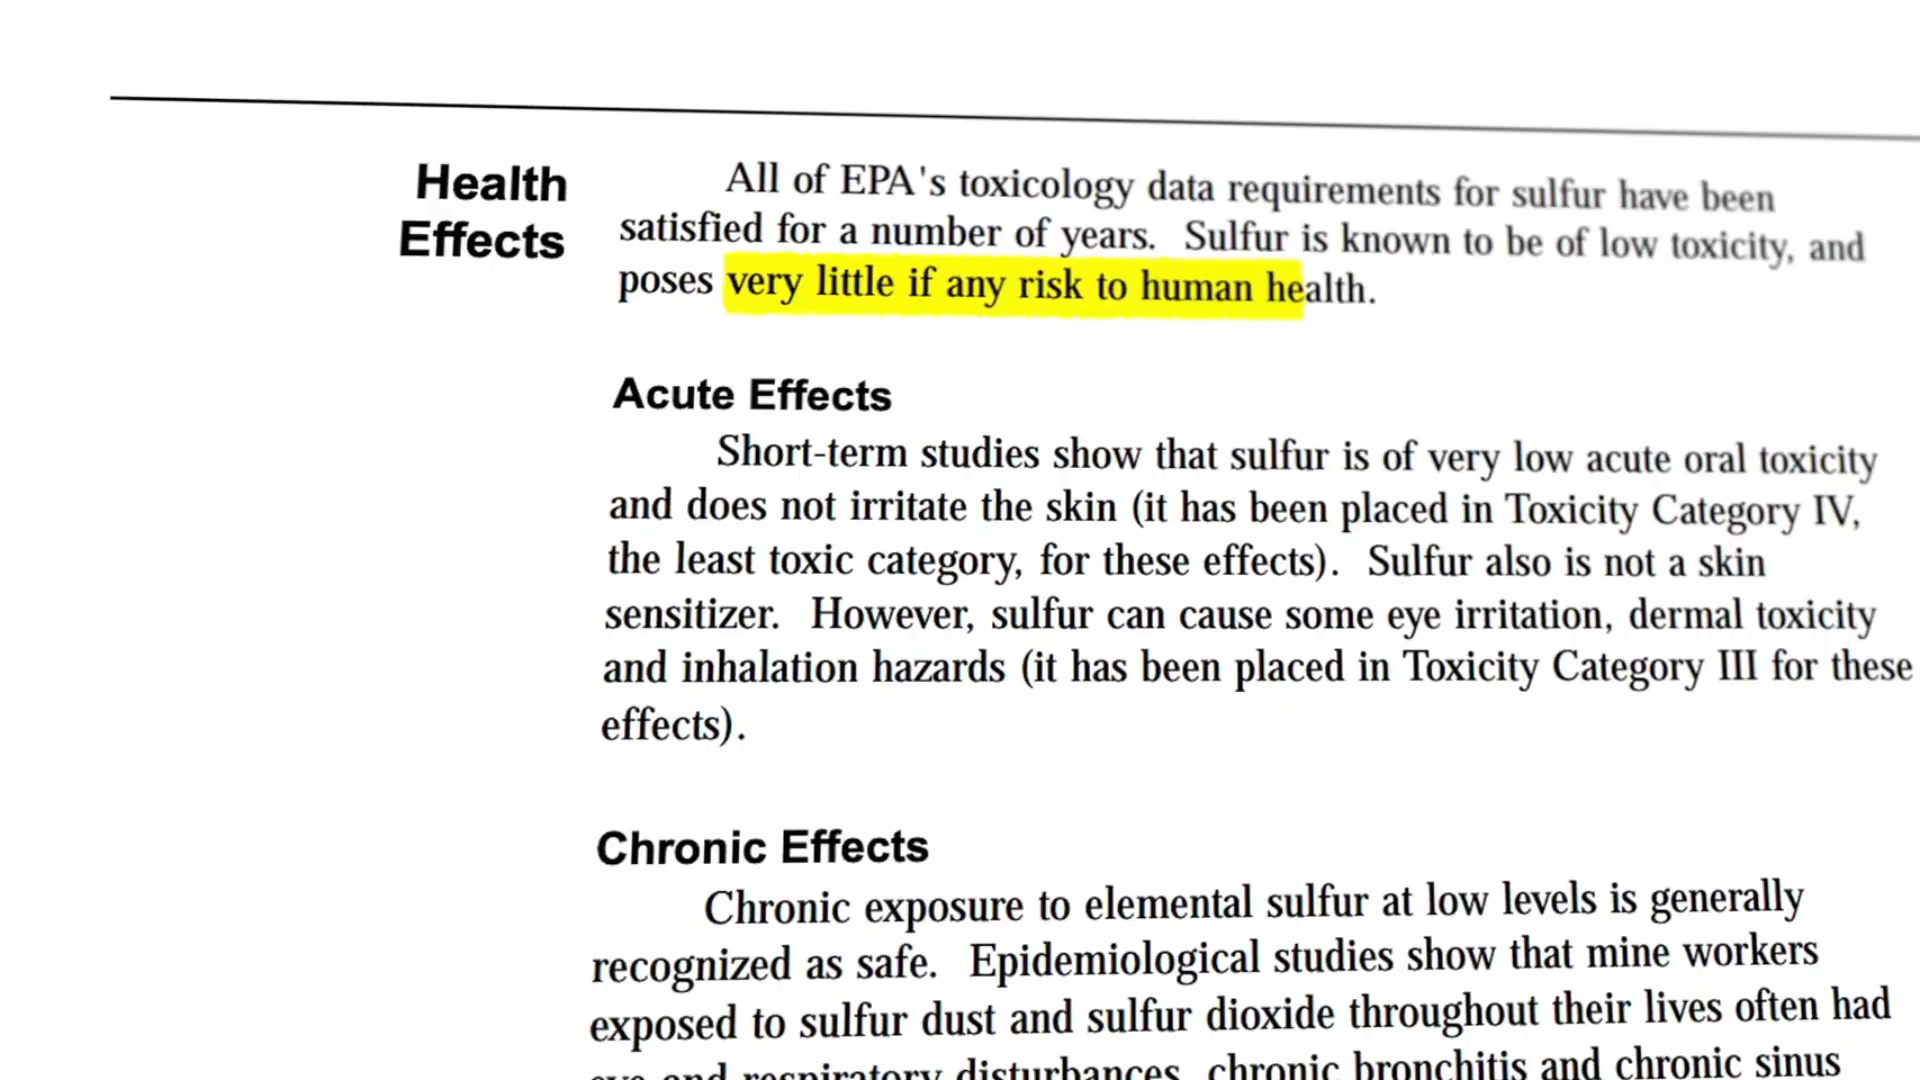 Health
Effects
All of EPA's toxicology data requirements for sulfur have been
satisfied for a number of years. Sulfur is known to be of low toxicity, and
poses very little if any risk to human health.
Acute Effects
Short-term studies show that sulfur is of very low acute oral toxicity
and does not irritate the skin (it has been placed in Toxicity Category IV,
the least toxic category, for these effects). Sulfur also is not a skin
sensitizer. However, sulfur can cause some eye irritation, dermal toxicity
and inhalation hazards (it has been placed in Toxicity Category III for these
effects).
Chronic Effects
Chronic exposure to elemental sulfur at low levels is generally
recognized as safe. Epidemiological studies show that mine workers
exposed to sulfur dust and sulfur dioxide throughout their lives often had
eye and respiratory disturbances, chronic bronchitis and chronic sinus